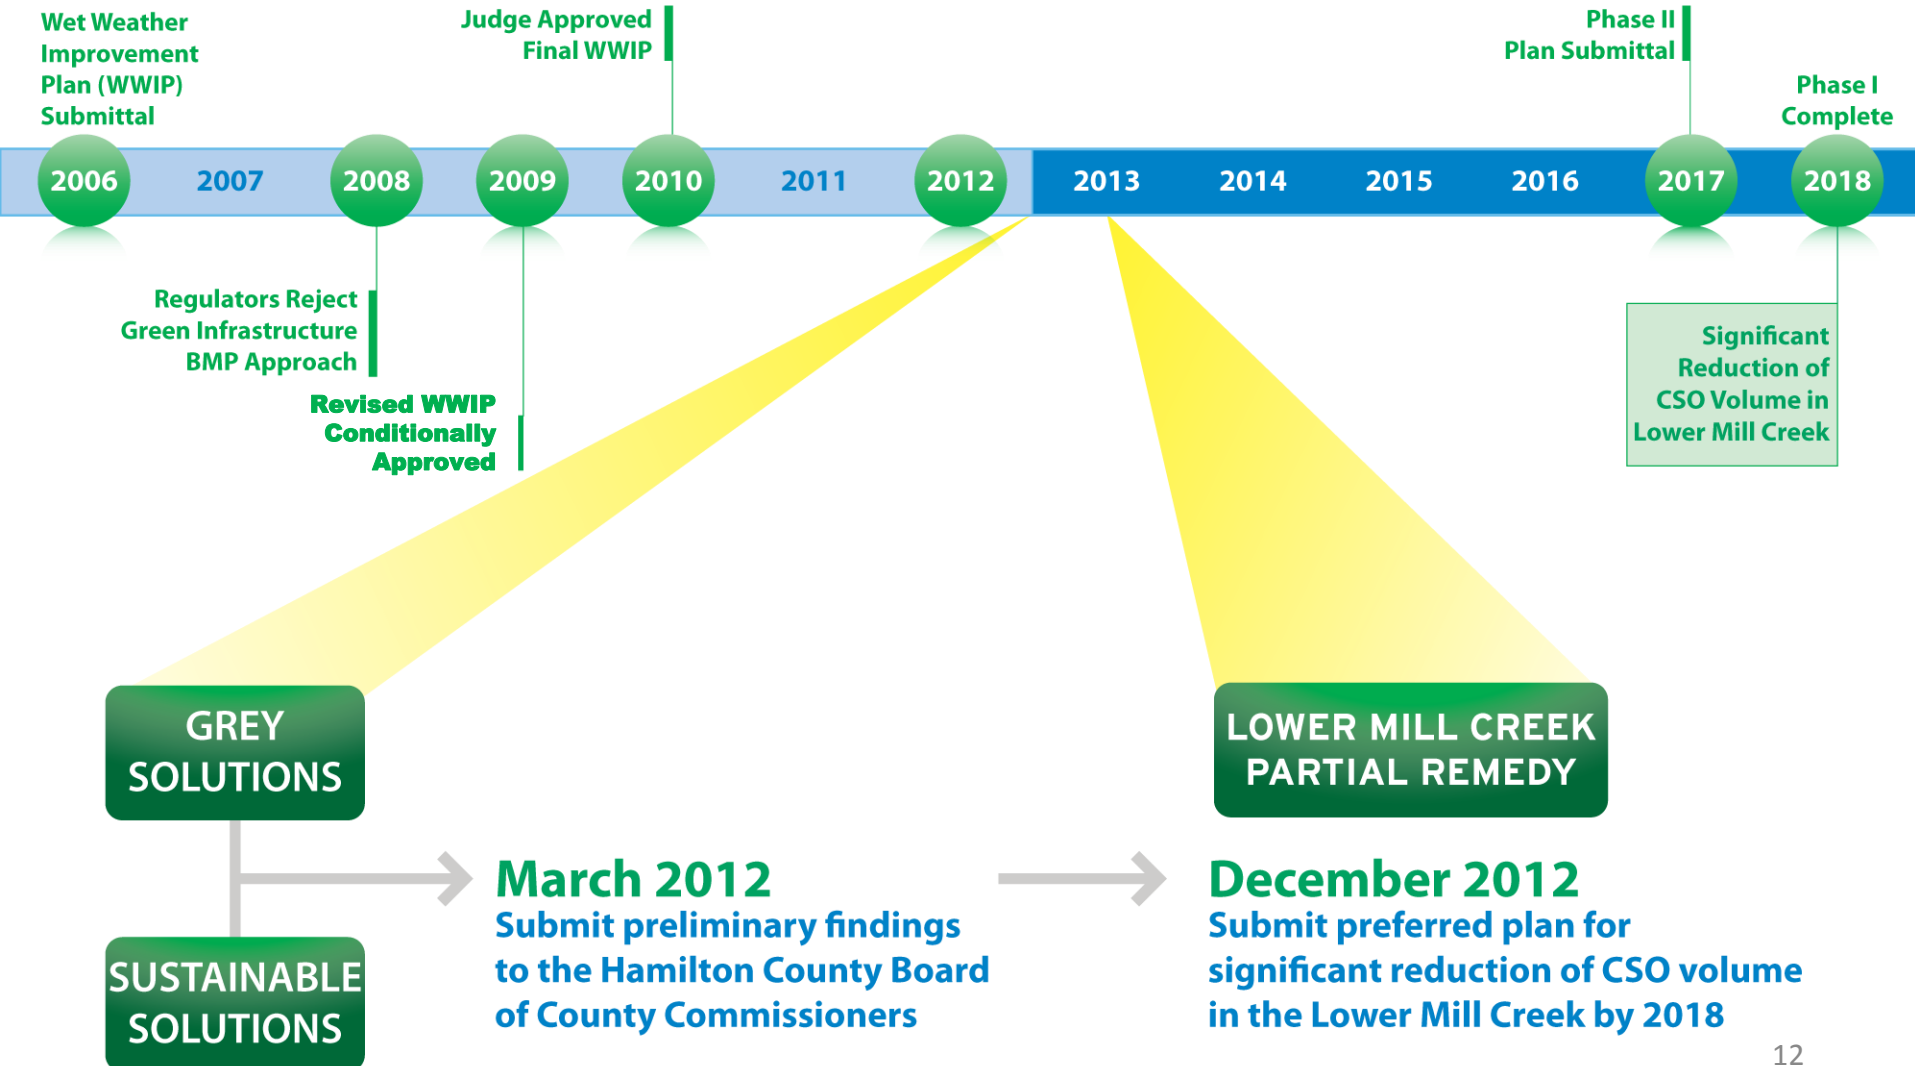 Wet Weather
Improvement
Plan (WWIP)
Submittal
Judge Approved
Final WWIP
Phase II
Plan Submittal
Phase I
Complete
2006 2007 2008 2009 2010 2011 2012 2013 2014 2015 2016 2017 2018
Regulators Reject
Green Infrastructure
BMP Approach
Revised WWIP
Conditionally
Approved
Significant
Reduction of
CSO Volume in
Lower Mill Creek
GREY
SOLUTIONS
SUSTAINABLE
SOLUTIONS
March 2012
Submit preliminary findings
to the Hamilton County Board
of County Commissioners
LOWER MILL CREEK
PARTIAL REMEDY
December 2012
Submit preferred plan for
significant reduction of CSO volume
in the Lower Mill Creek by 2018
12